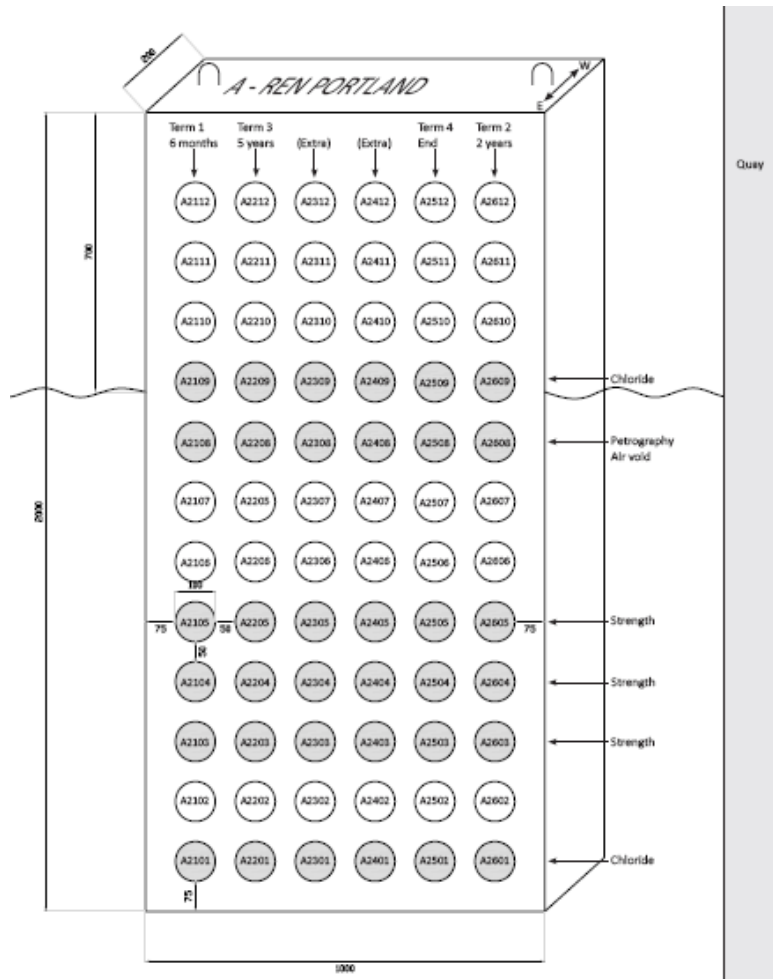 200
A - REN PORTLAND
W
E
Term 1
6 months
Term 3
5 years
(Extra)
(Extra)
Term 4
End
Term 2
2 years
Quay
A2112 A2212 A2312 A2412 A2512 A2612
700
A2111 A2211 A2311 A2411 A2511 A2611
A2110 A2210 A2310 A2410 A2510 A2610
A2109 A2209 A2309 A2409 A2509 A2609
Chloride
A2108 A2208 A2308 A2408 A2508 A2608
Petrography
Air void
A2107 A2205 A2307 A2407 A2507 A2607
2000
A2106 A2206 A2306 A2406 A2506 A2606
100
A2105 A2205 A2305 A2405 A2505 A2605
75 50 75
Strength
50
A2104 A2204 A2304 A2404 A2504 A2604
Strength
A2103 A2203 A2303 A2403 A2503 A2603
Strength
A2102 A2202 A2302 A2402 A2502 A2602
A2101 A2201 A2301 A2401 A2501 A2601
Chloride
75
1000